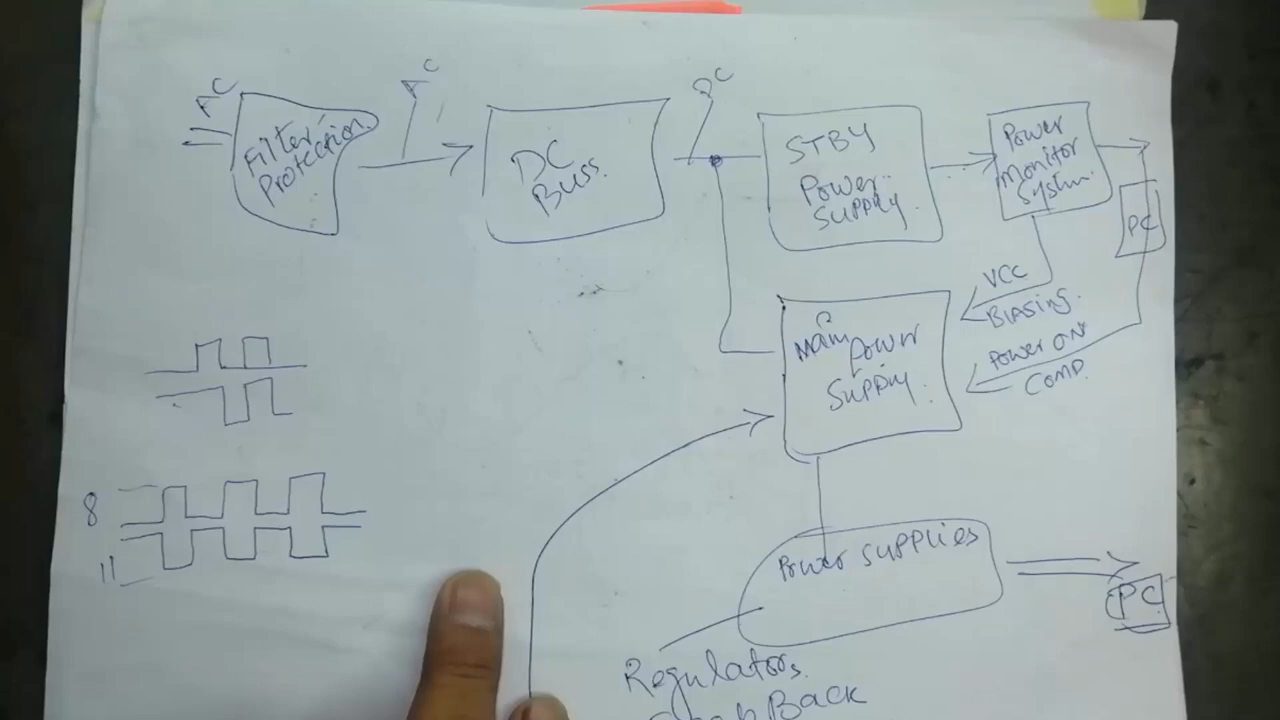 AC
Filter
Protection.
AC
DC
Buss.
DC
STBY
Power
Supply.
Power
Monitor
System.
PC
VCC
BIASING.
Power ON
COMP.
Main Power
Supply.
8
11
Power Supplies
PC
Regulators.
Back